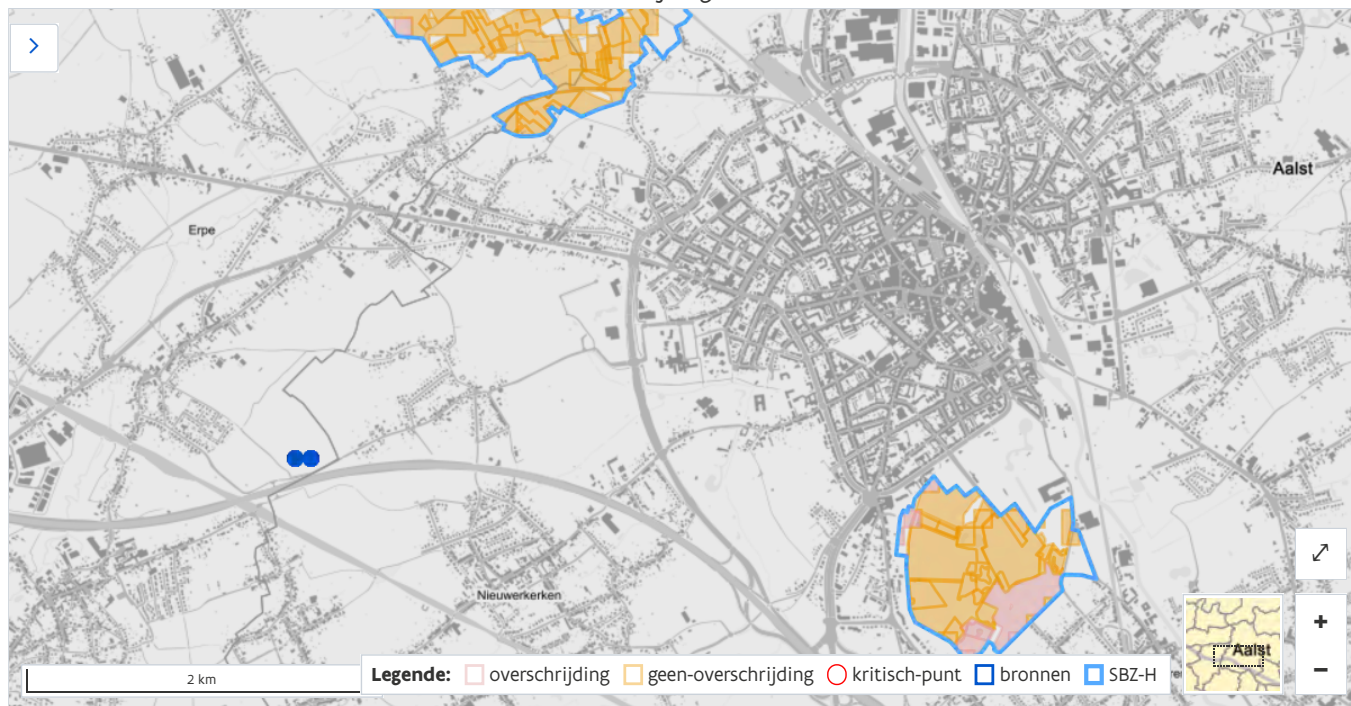 Aalst
Erpe
Nieuwerkerken
2 km
Legende: overschrijding geen-overschrijding kritisch-punt bronnen SBZ-H
Aalst
+
−